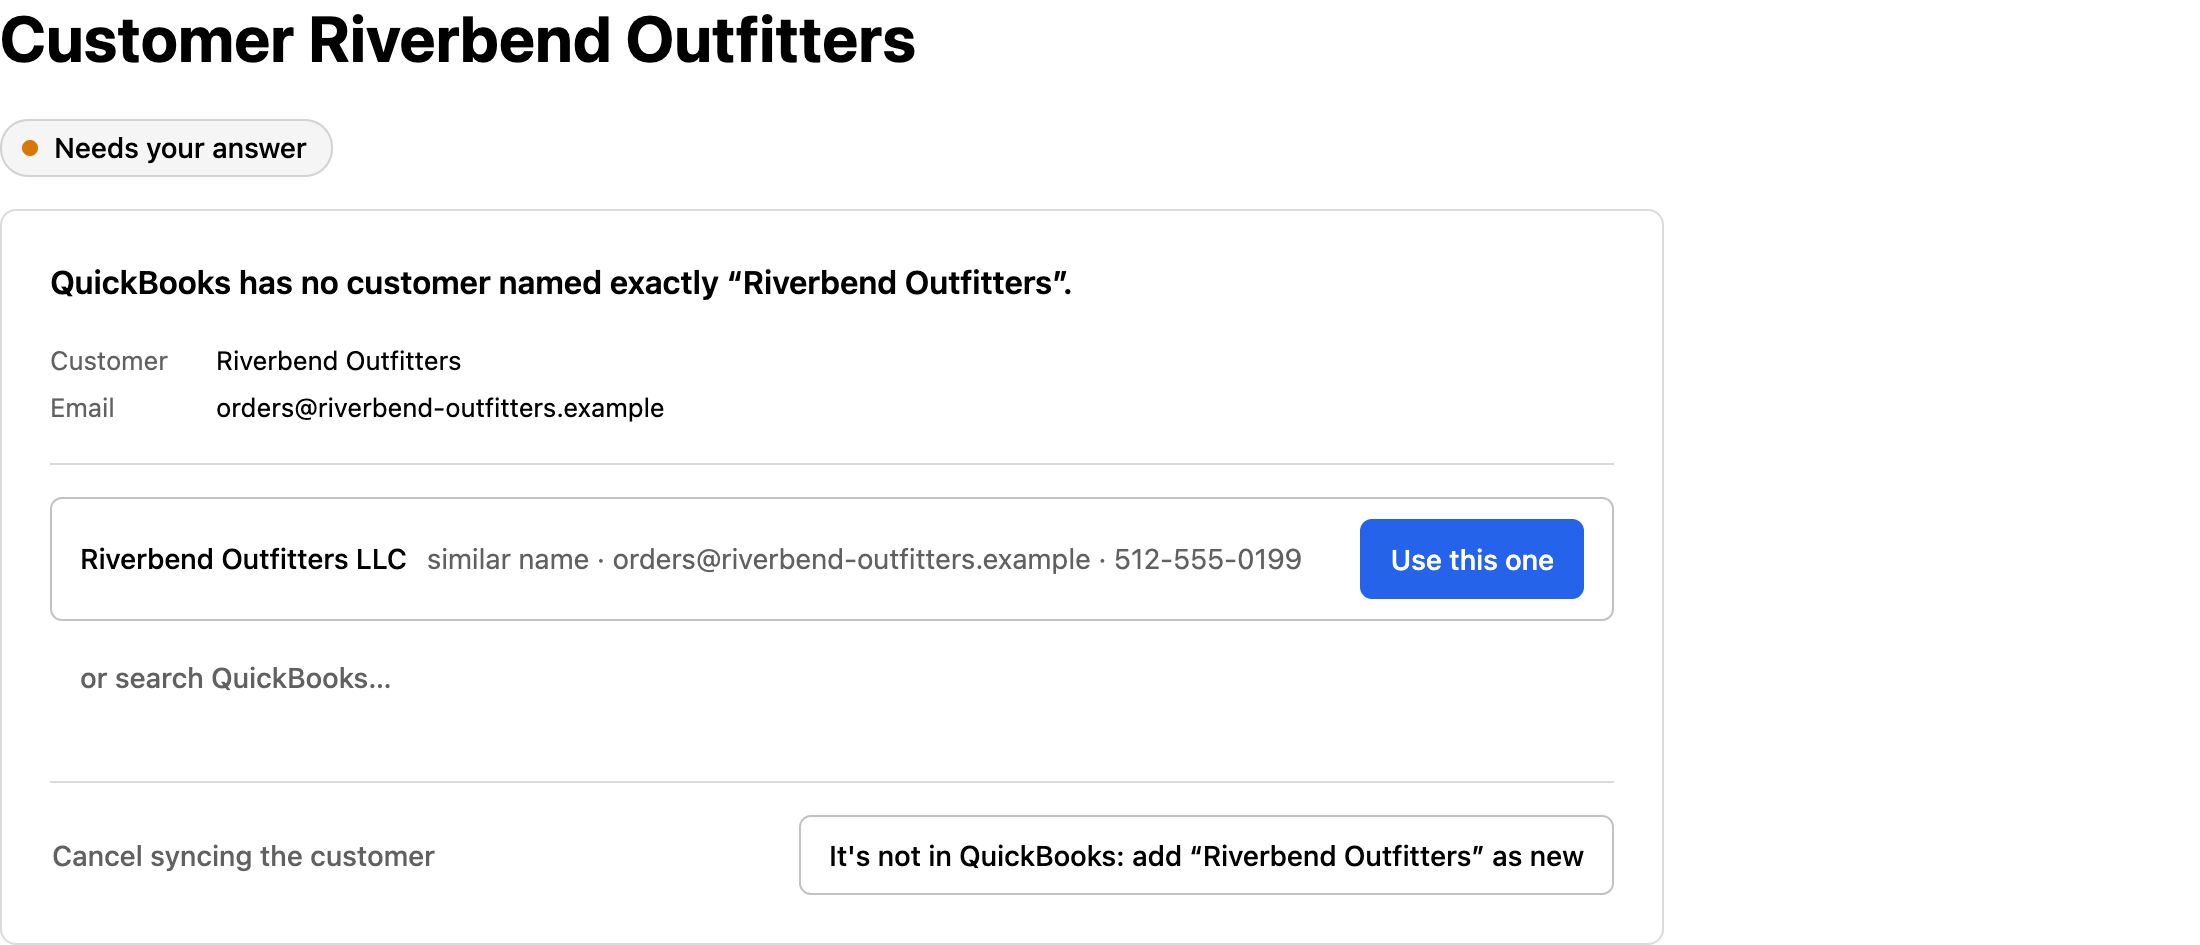 Customer Riverbend Outfitters
Needs your answer
QuickBooks has no customer named exactly “Riverbend Outfitters”.
Customer Riverbend Outfitters
Email orders@riverbend-outfitters.example
Riverbend Outfitters LLC similar name · orders@riverbend-outfitters.example · 512-555-0199 Use this one
or search QuickBooks...
Cancel syncing the customer It's not in QuickBooks: add “Riverbend Outfitters” as new